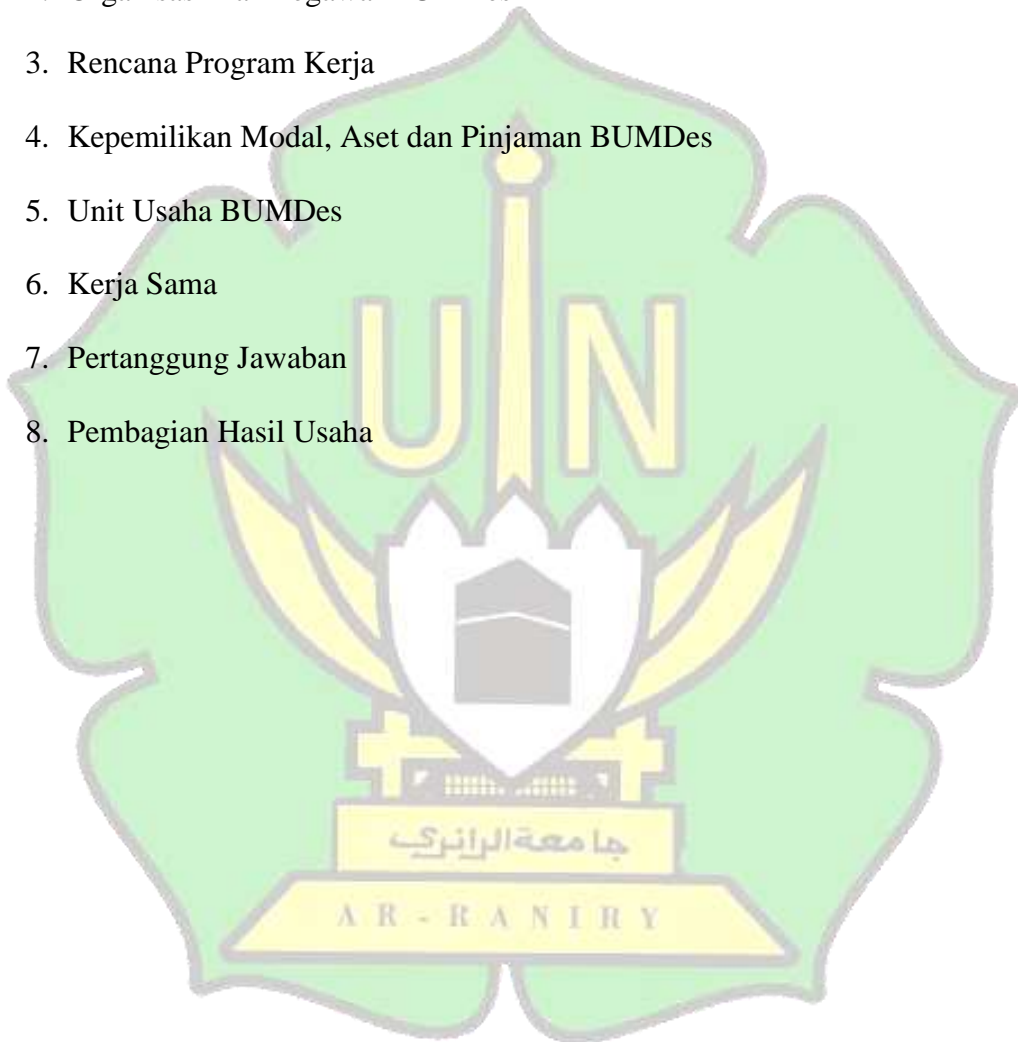 3. Rencana Program Kerja
4. Kepemilikan Modal, Aset dan Pinjaman BUMDes
5. Unit Usaha BUMDes
6. Kerja Sama
7. Pertanggung Jawaban
8. Pembagian Hasil Usaha
UIN
جامعة الرانري
AR-RANIRY